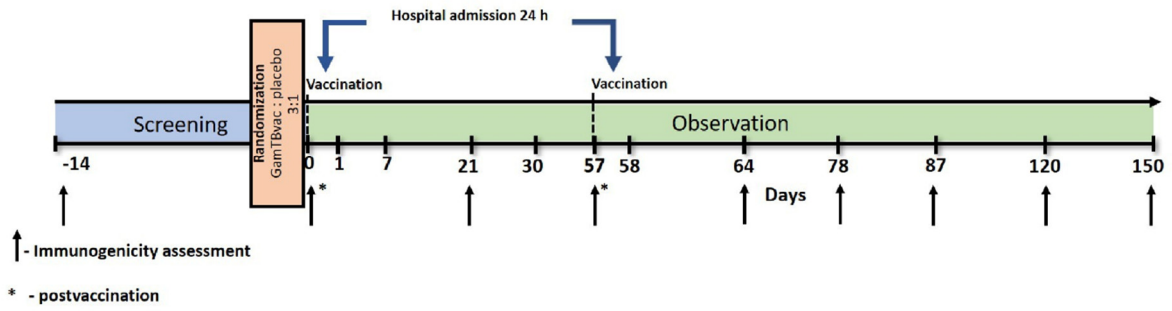 Hospital admission 24 h
Vaccination
Vaccination
Randomization
GamTBvac : placebo
3:1
Screening
Observation
-14
0
1
7
21
30
57
58
64
78
87
120
150
*
*
Days
- Immunogenicity assessment
* - postvaccination